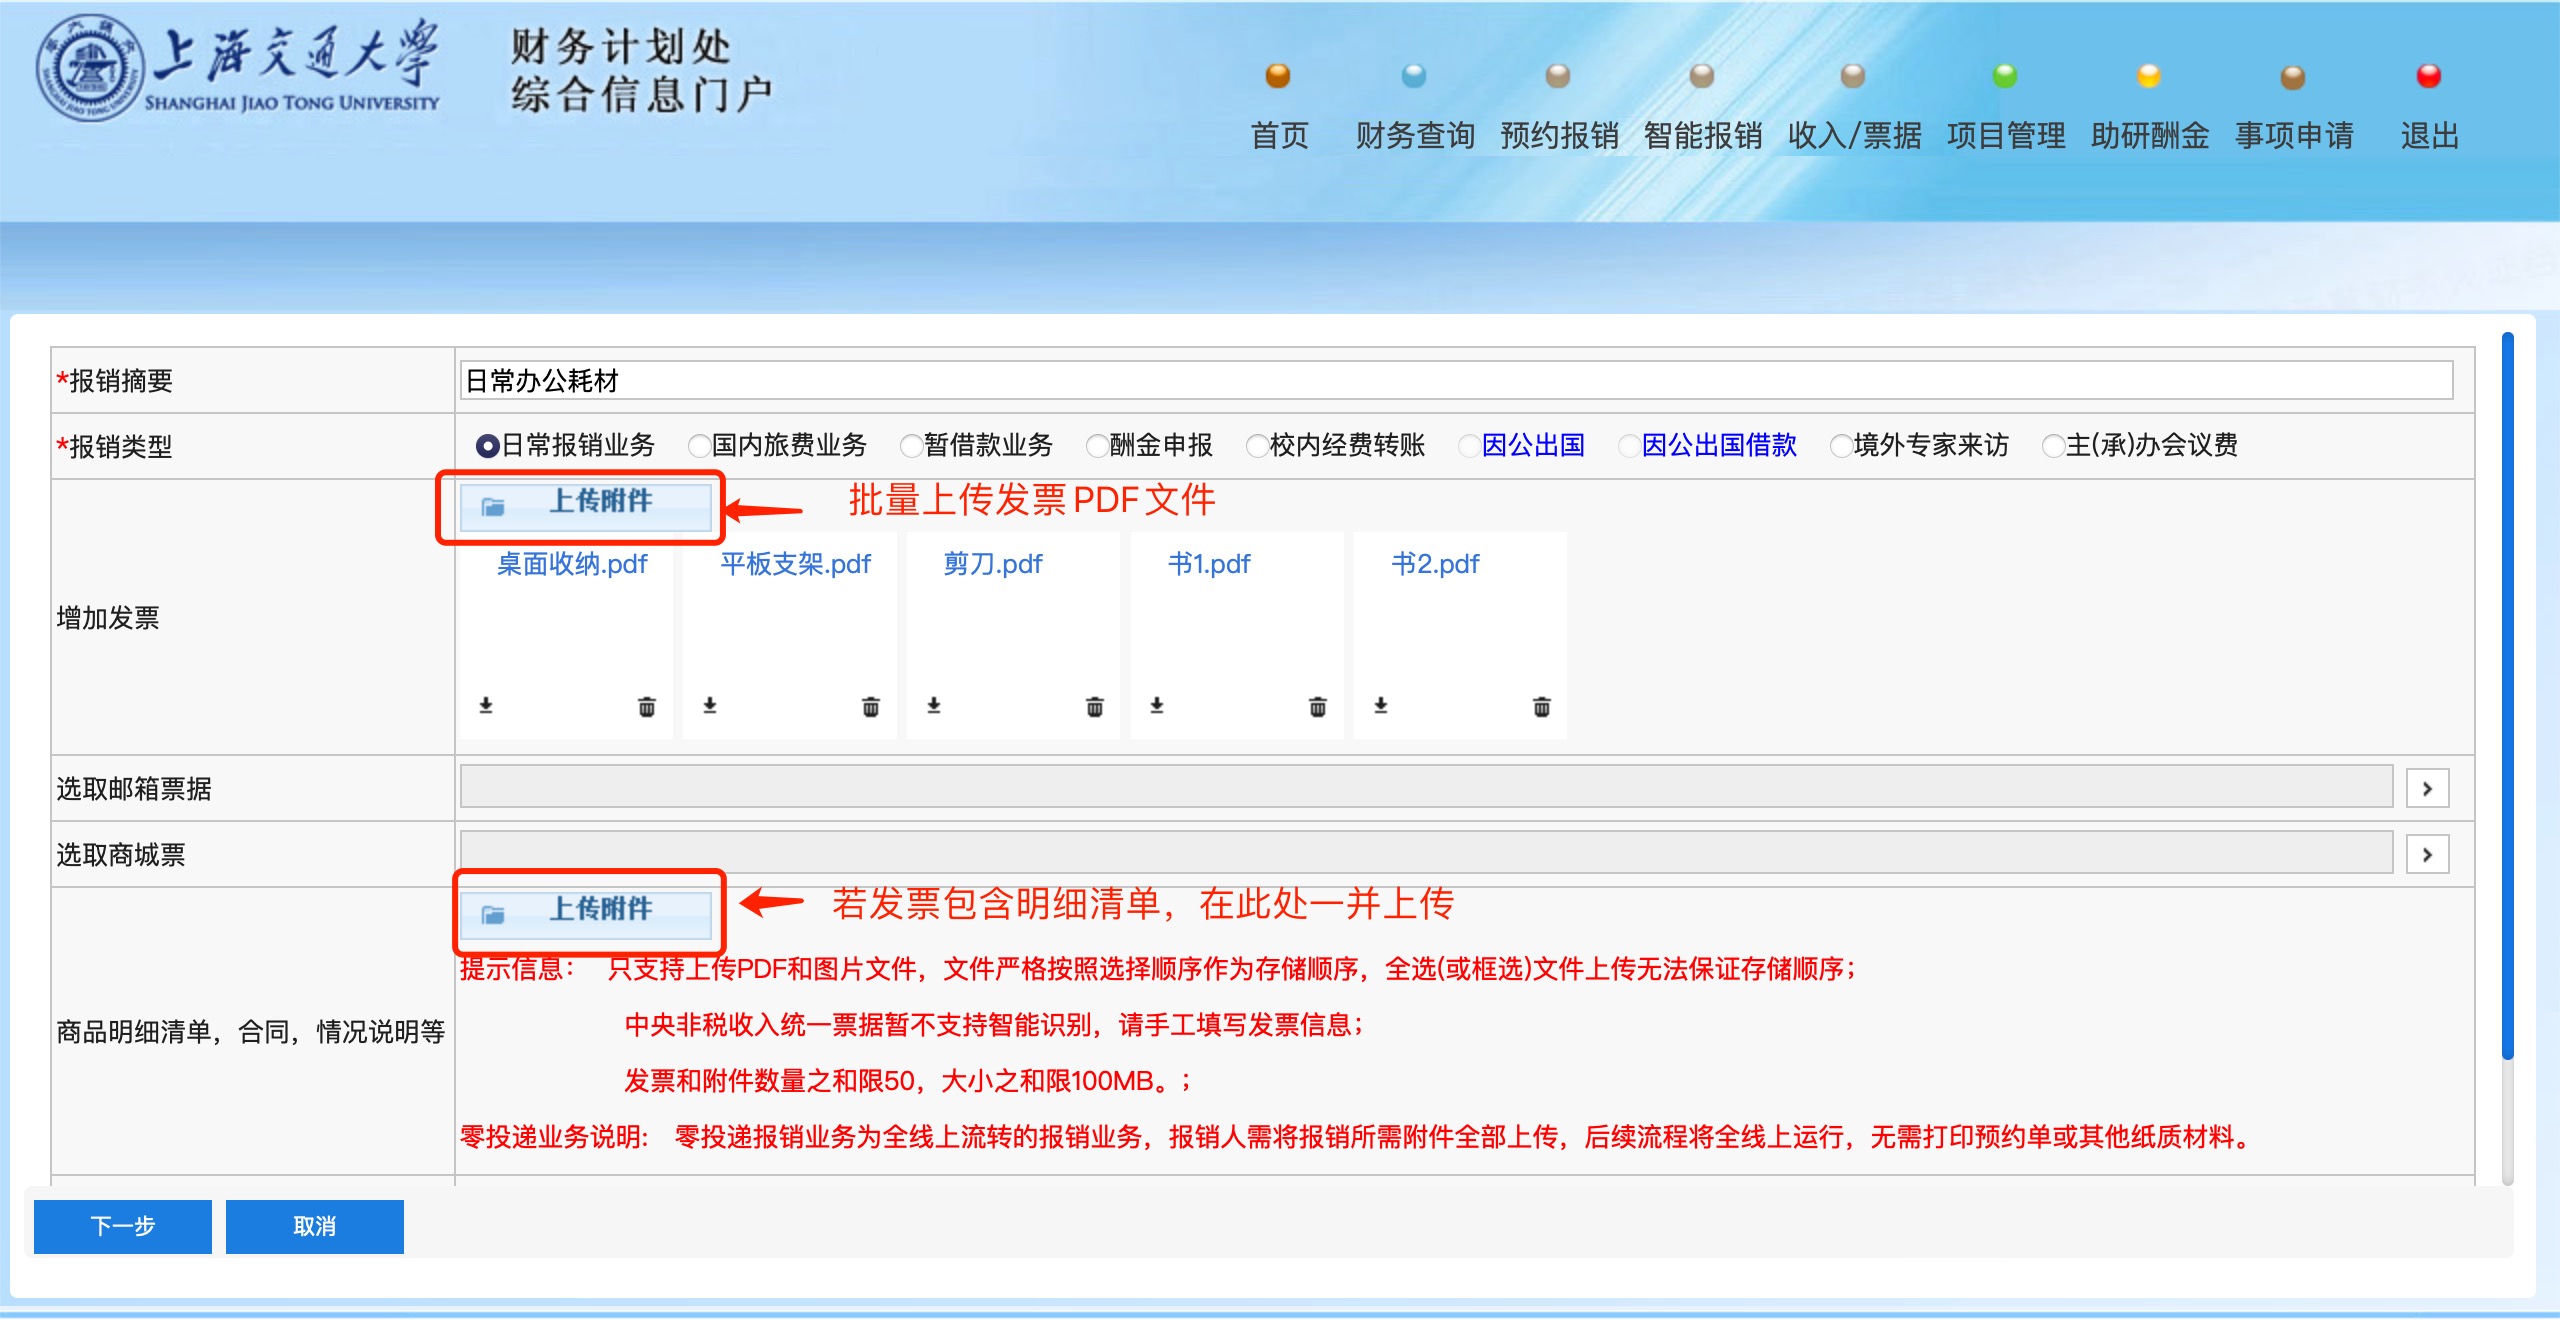 上海交通大学
SHANGHAI JIAO TONG UNIVERSITY
财务计划处
综合信息门户
首页 财务查询 预约报销 智能报销 收入/票据 项目管理 助研酬金 事项申请 退出
*报销摘要 日常办公耗材
*报销类型 日常报销业务 国内旅费业务 暂借款业务 酬金申报 校内经费转账 因公出国 因公出国借款 境外专家来访 主(承)办会议费
上传附件 批量上传发票PDF文件
桌面收纳.pdf 平板支架.pdf 剪刀.pdf 书1.pdf 书2.pdf
增加发票
选取邮箱票据
选取商城票
上传附件 若发票包含明细清单，在此处一并上传
提示信息： 只支持上传PDF和图片文件，文件严格按照选择顺序作为存储顺序，全选(或框选)文件上传无法保证存储顺序；
中央非税收入统一票据暂不支持智能识别，请手工填写发票信息；
商品明细清单，合同，情况说明等
发票和附件数量之和限50，大小之和限100MB。；
零投递业务说明: 零投递报销业务为全线上流转的报销业务，报销人需将报销所需附件全部上传，后续流程将全线上运行，无需打印预约单或其他纸质材料。
下一步 取消